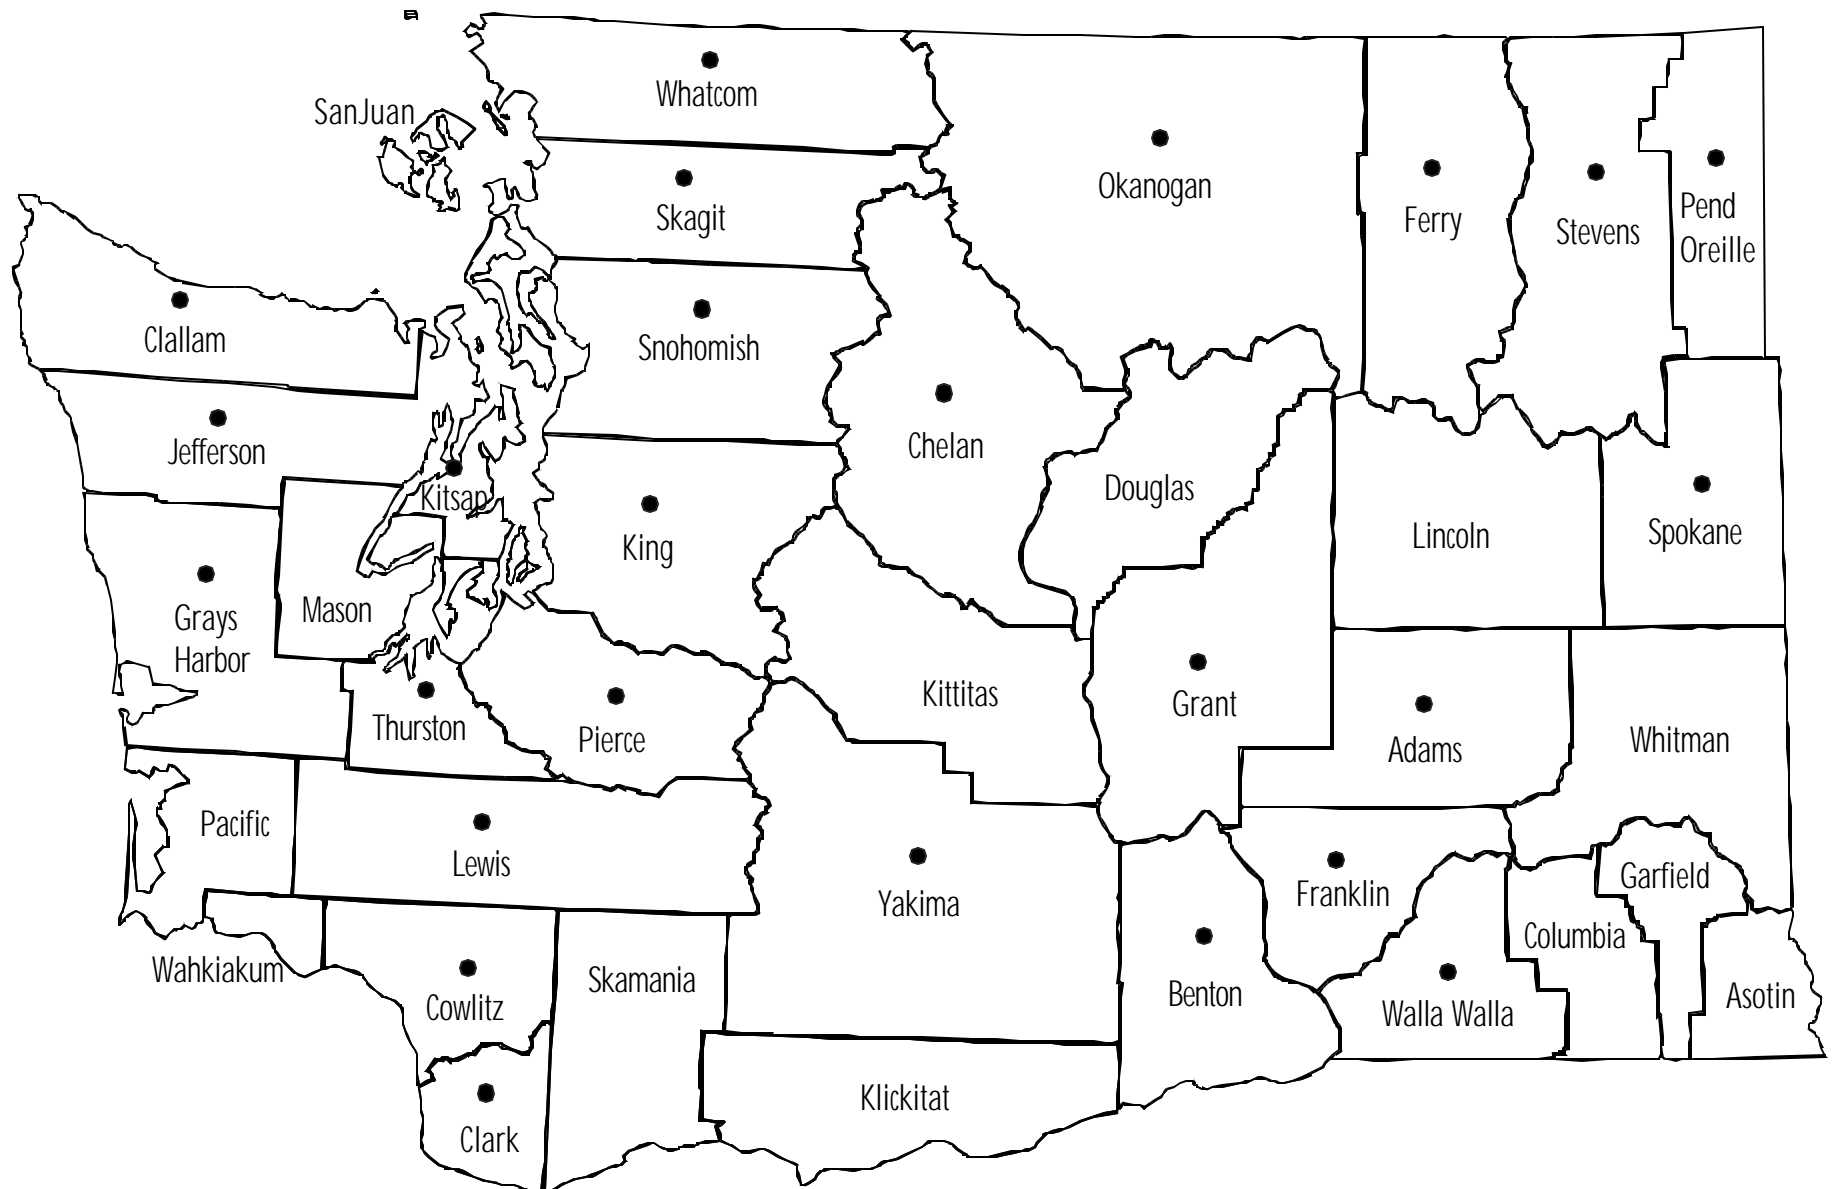 Whatcom
SanJuan
Okanogan
Skagit
Ferry
Stevens
Pend
Oreille
Clallam
Snohomish
Jefferson
Chelan
Kitsap
Douglas
King
Lincoln
Spokane
Grays
Harbor
Mason
Kittitas
Grant
Thurston
Pierce
Adams
Whitman
Pacific
Lewis
Yakima
Franklin
Garfield
Columbia
Wahkiakum
Skamania
Cowlitz
Benton
Walla Walla
Asotin
Klickitat
Clark